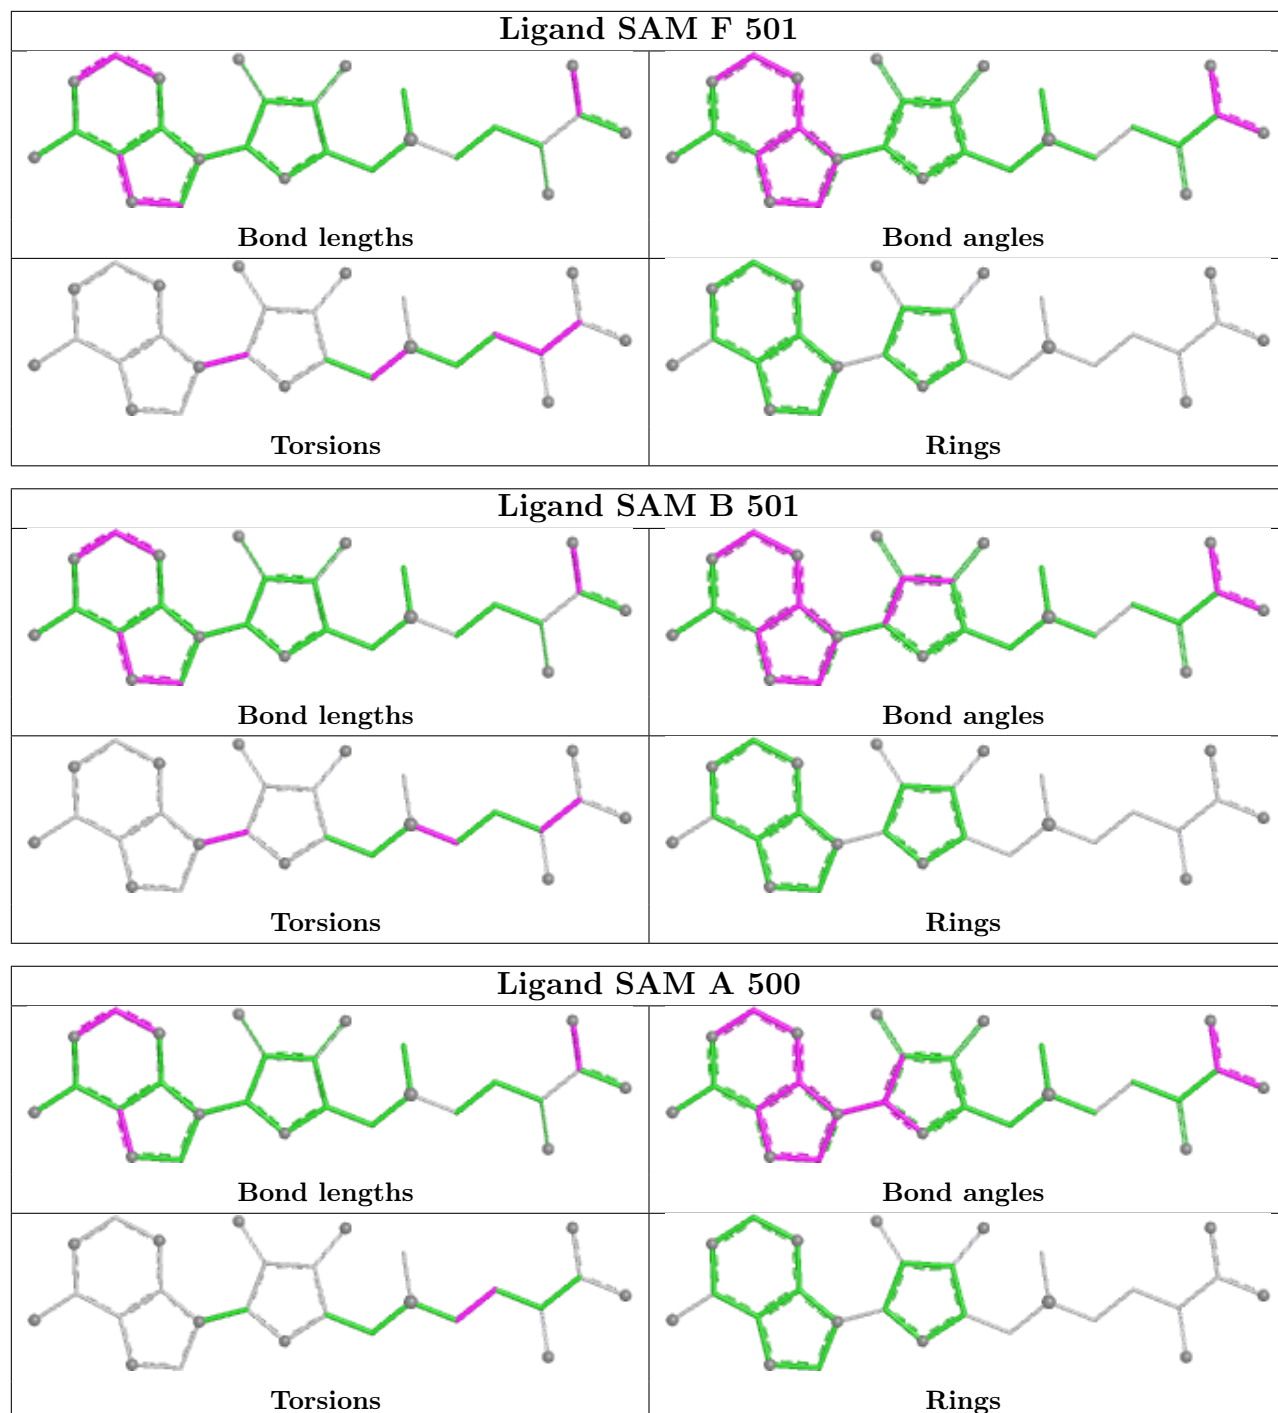 Ligand SAM F 501
Bond lengths
Bond angles
Torsions
Rings
Ligand SAM B 501
Bond lengths
Bond angles
Torsions
Rings
Ligand SAM A 500
Bond lengths
Bond angles
Torsions
Rings